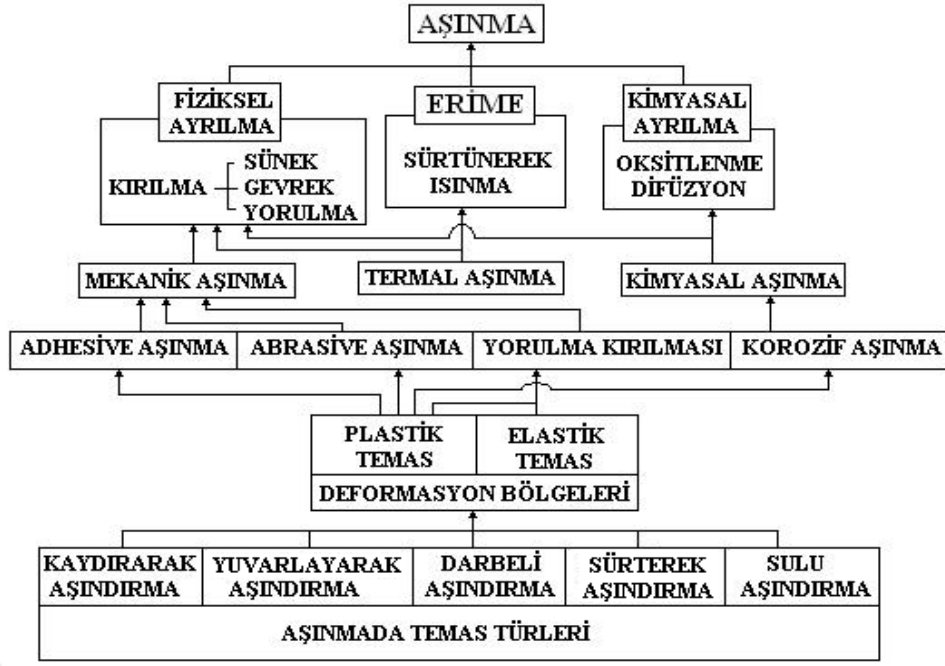 AŞINMA
FİZİKSEL
AYRILMA
ERİME
KİMYASAL
AYRILMA
KIRILMA
SÜNEK
GEVREK
YORULMA
SÜRTÜNEREK
ISINMA
OKSİTLENME
DİFÜZYON
MEKANİK AŞINMA
TERMAL AŞINMA
KİMYASAL AŞINMA
ADHESİVE AŞINMA
ABRASİVE AŞINMA
YORULMA KIRILMASI
KOROZİF AŞINMA
PLASTİK
TEMAS
ELASTİK
TEMAS
DEFORMASYON BÖLGELERİ
KAYDIRARAK
AŞINDIRMA
YUVARLAYARAK
AŞINDIRMA
DARBELİ
AŞINDIRMA
SÜRTEREK
AŞINDIRMA
SULU
AŞINDIRMA
AŞINMADA TEMAS TÜRLERİ